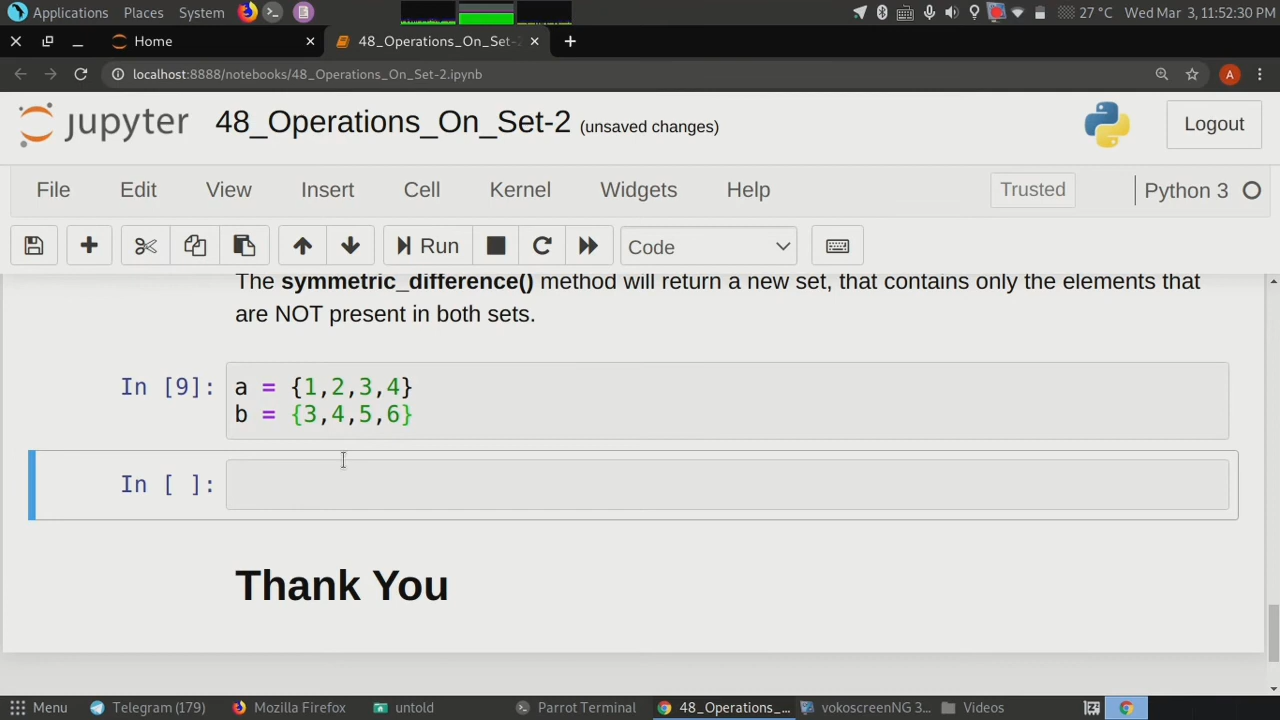 Applications Places System 27 °C Wed Mar 3, 11:52:30 PM
Home 48_Operations_On_Set-2
localhost:8888/notebooks/48_Operations_On_Set-2.ipynb A
jupyter 48_Operations_On_Set-2 (unsaved changes) Logout
File Edit View Insert Cell Kernel Widgets Help Trusted Python 3
Run Code
The symmetric_difference() method will return a new set, that contains only the elements that
are NOT present in both sets.
In [9]: a = {1,2,3,4}
b = {3,4,5,6}
In [ ]:
Thank You
Menu Telegram (179) Mozilla Firefox untold Parrot Terminal 48_Operations_... vokoscreenNG 3... Videos